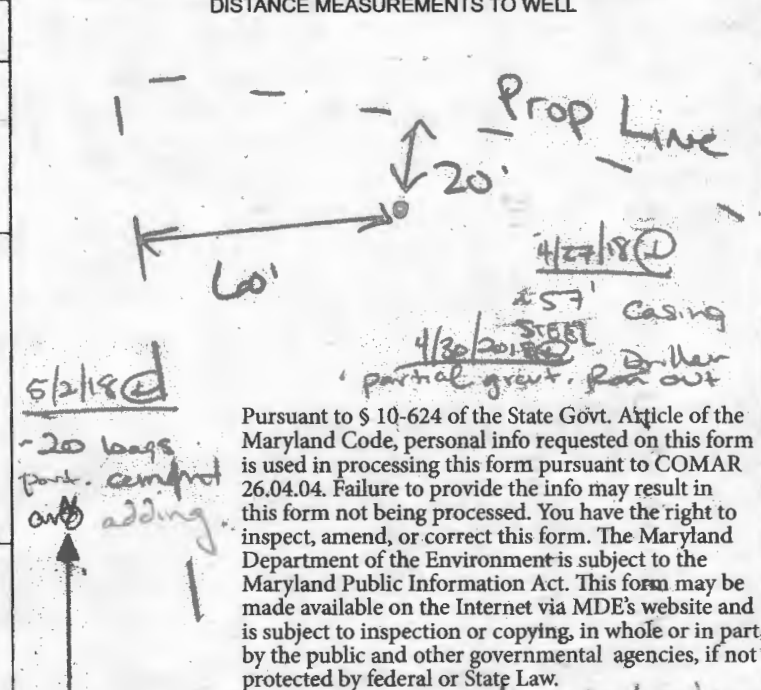 DISTANCE MEASUREMENTS TO WELL
Prop Line
20'
60'
4/27/18
57' Casing
STEEL
4/30/2018 Driller
partial grout. Ran out
5/2/18
~20 bags
port. cement
adding.
Pursuant to § 10-624 of the State Govt. Article of the
Maryland Code, personal info requested on this form
is used in processing this form pursuant to COMAR
26.04.04. Failure to provide the info may result in
this form not being processed. You have the right to
inspect, amend, or correct this form. The Maryland
Department of the Environment is subject to the
Maryland Public Information Act. This form may be
made available on the Internet via MDE's website and
is subject to inspection or copying, in whole or in part,
by the public and other governmental agencies, if not
protected by federal or State Law.